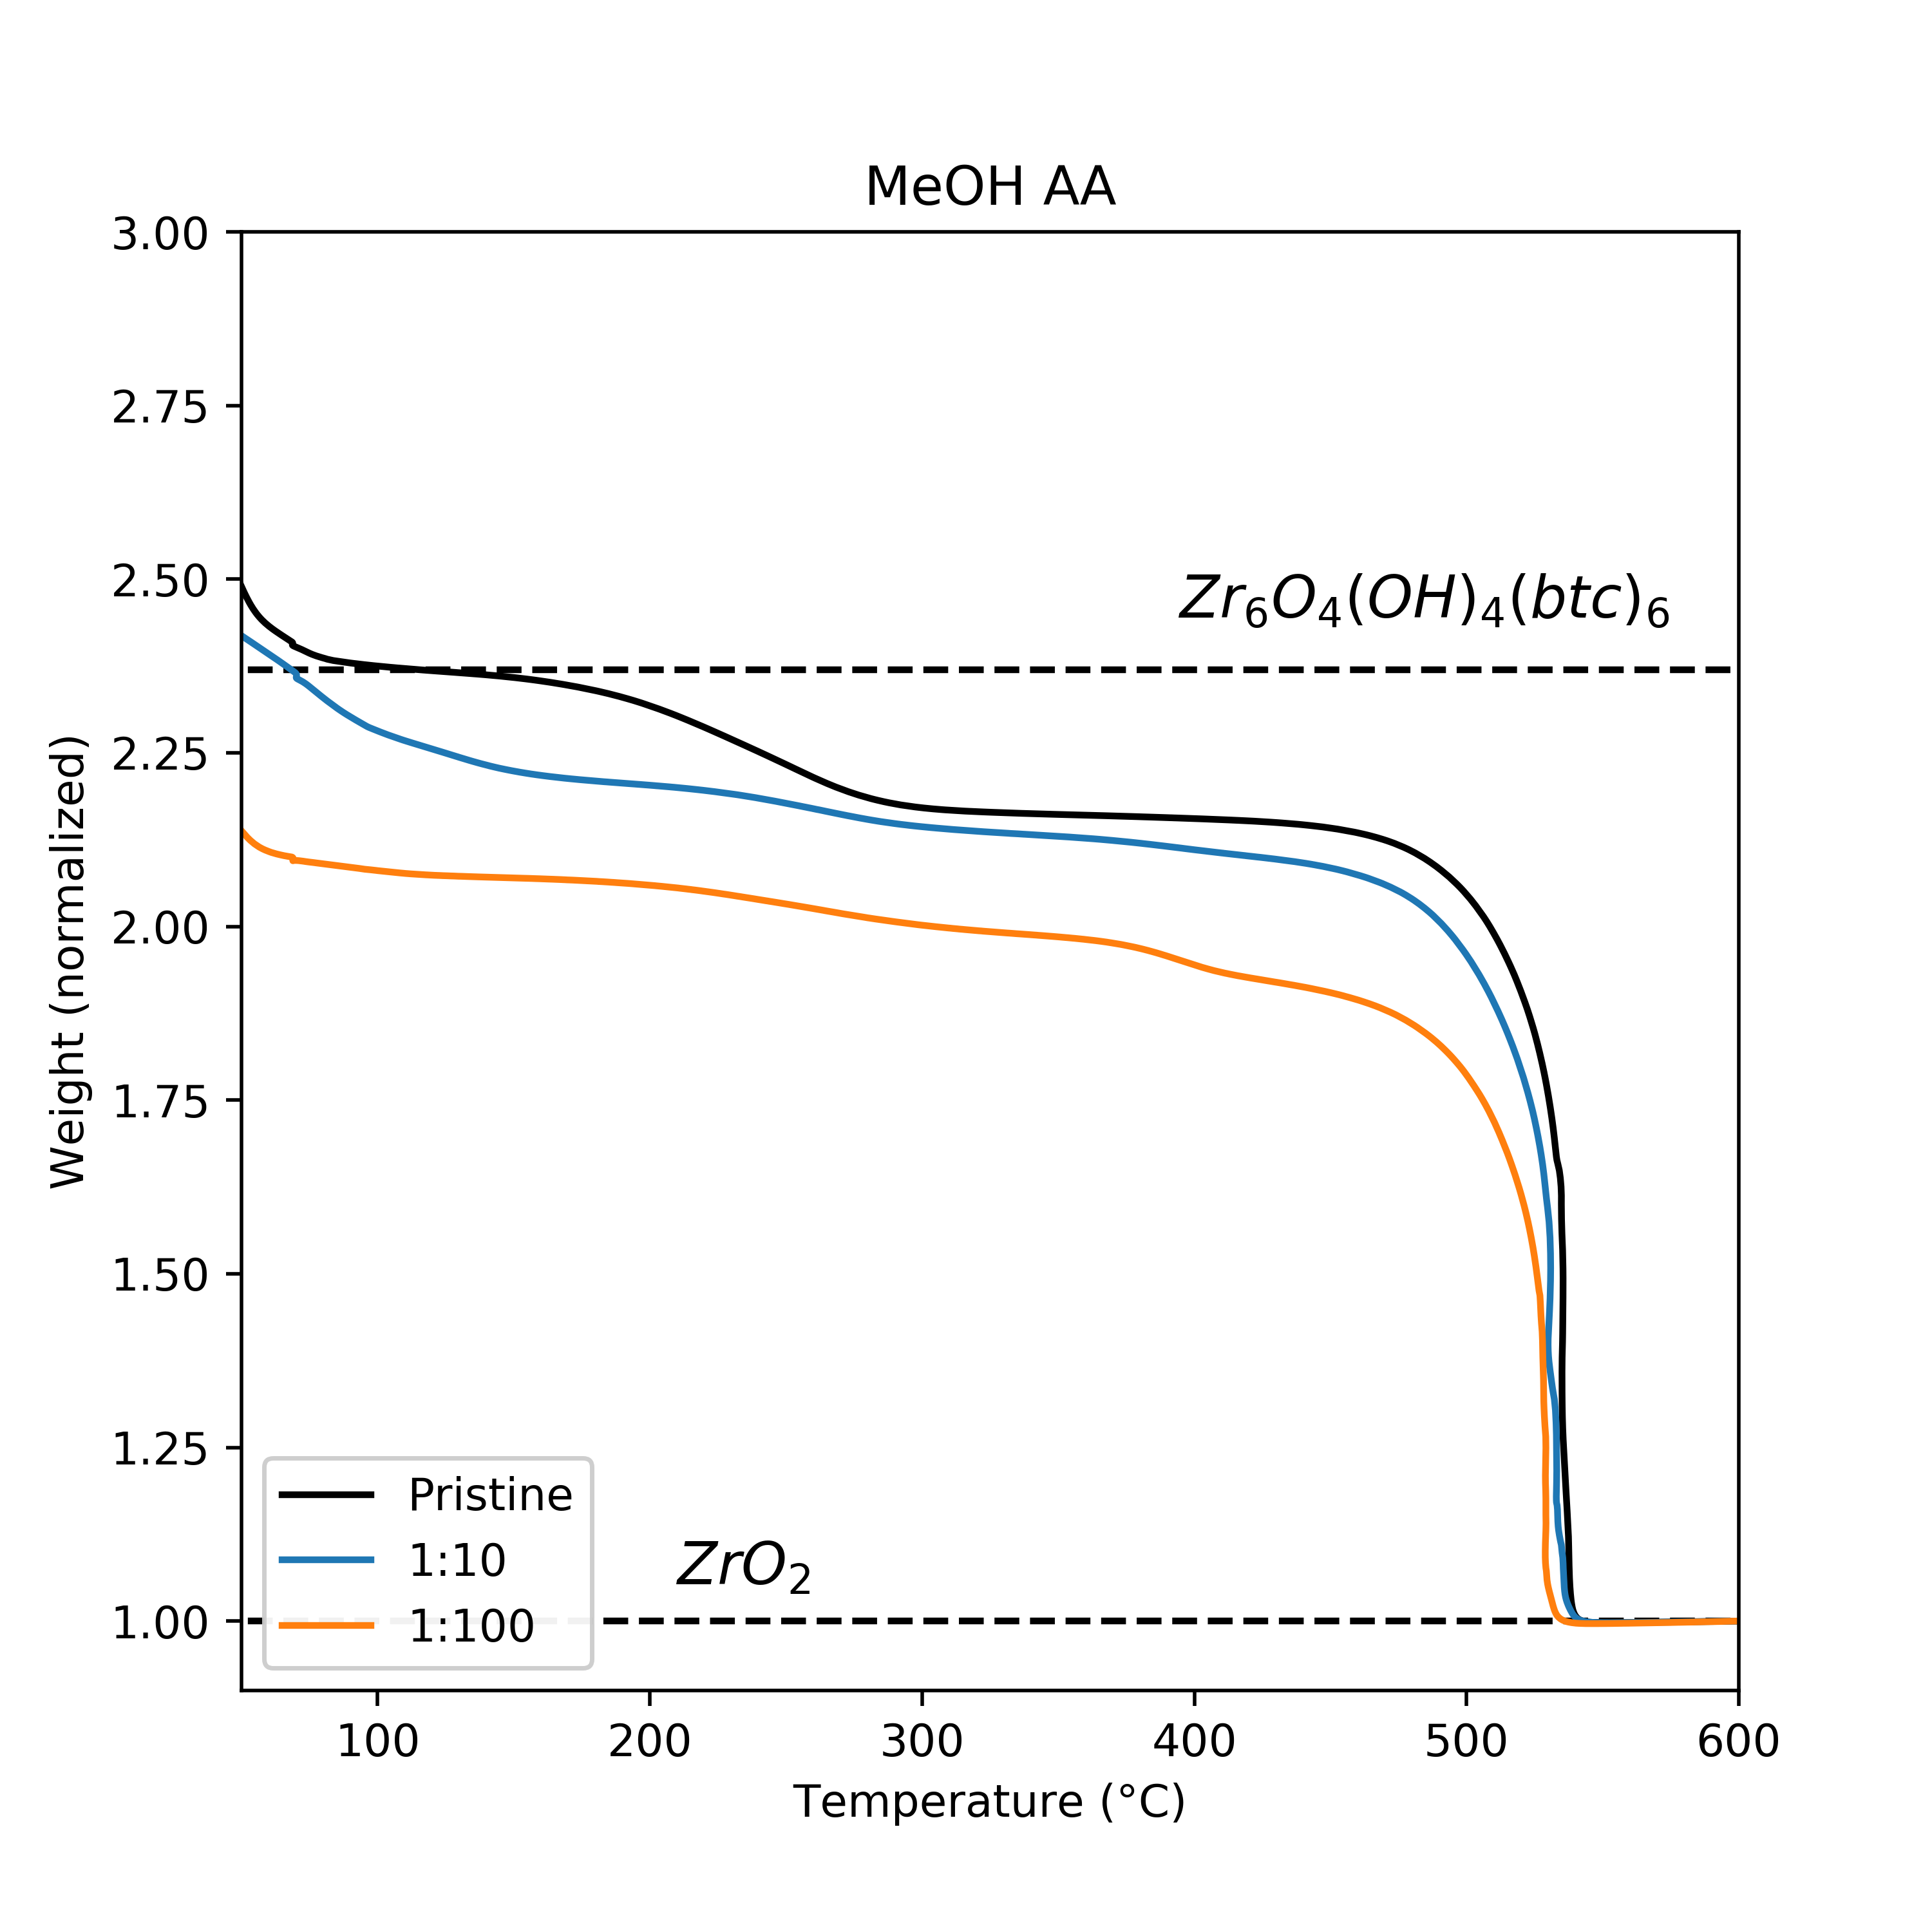 MeOH AA
3.00
2.75
2.50
2.25
2.00
1.75
1.50
1.25
1.00
Weight (normalized)
Zr₆O₄(OH)₄(btc)₆
ZrO₂
Pristine
1:10
1:100
100 200 300 400 500 600
Temperature (°C)